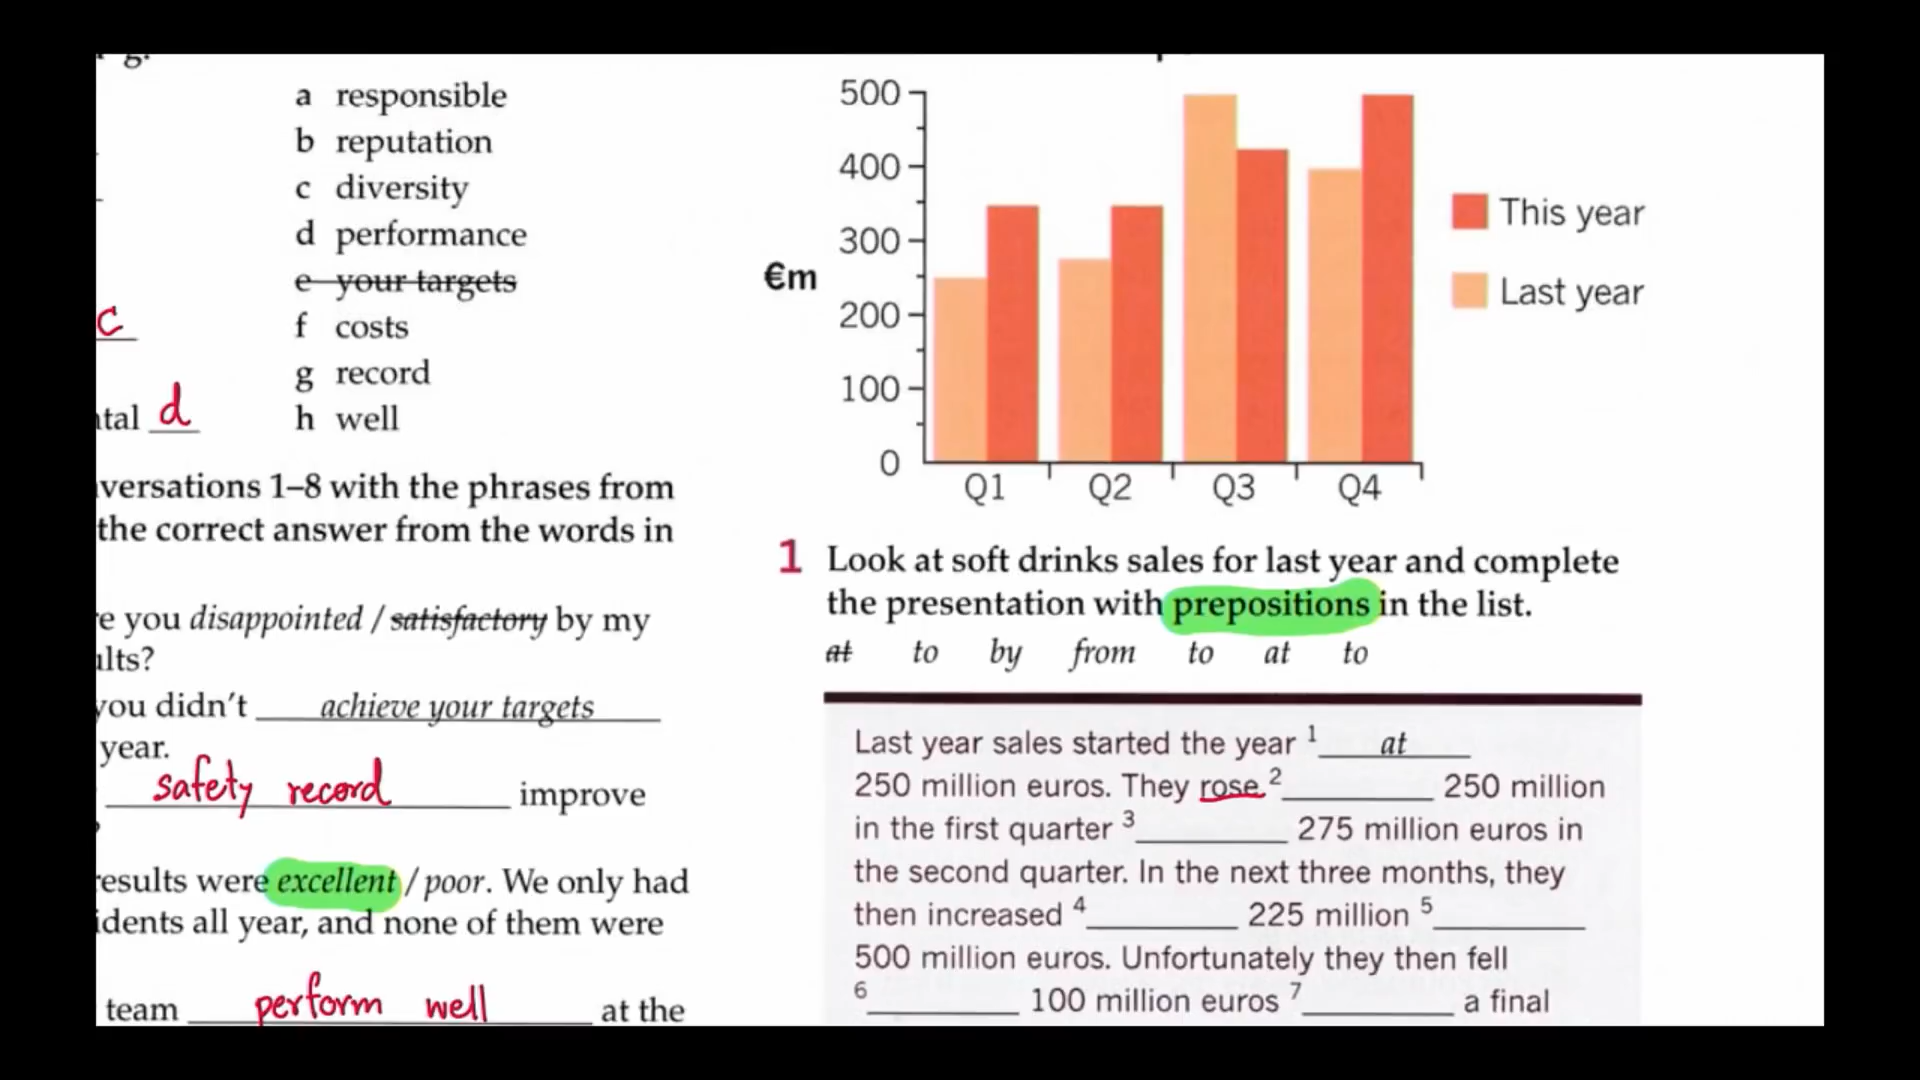 a responsible
b reputation
c diversity
d performance
e your targets
f costs
g record
h well
c
ntal d
versations 1–8 with the phrases from
the correct answer from the words in
e you disappointed / satisfactory by my
ults?
you didn't achieve your targets
year.
safety record improve
results were excellent / poor. We only had
idents all year, and none of them were
team perform well at the
500
400
300
€m
200
100
0
Q1 Q2 Q3 Q4
This year
Last year
1 Look at soft drinks sales for last year and complete
the presentation with prepositions in the list.
at to by from to at to
Last year sales started the year 1 at
250 million euros. They rose 2 250 million
in the first quarter 3 275 million euros in
the second quarter. In the next three months, they
then increased 4 225 million 5
500 million euros. Unfortunately they then fell
6 100 million euros 7 a final